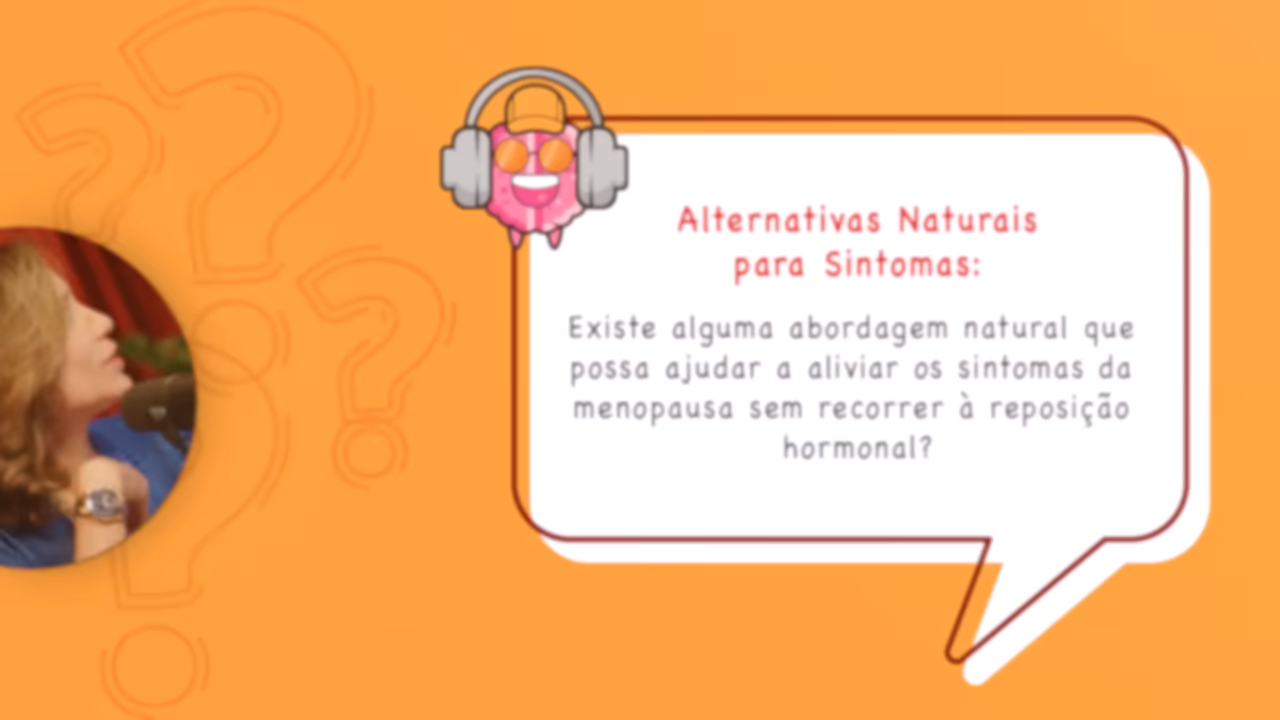 Alternativas Naturais
para Sintomas:
Existe alguma abordagem natural que
possa ajudar a aliviar os sintomas da
menopausa sem recorrer à reposição
hormonal?